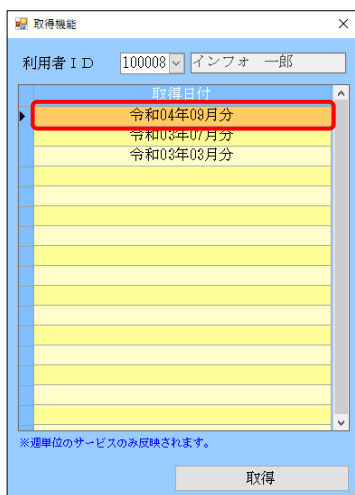 取得機能
利用者ＩＤ 100008 インフォ 一郎
取得日付
令和04年09月分
令和03年07月分
令和03年03月分
※週単位のサービスのみ反映されます。
取得